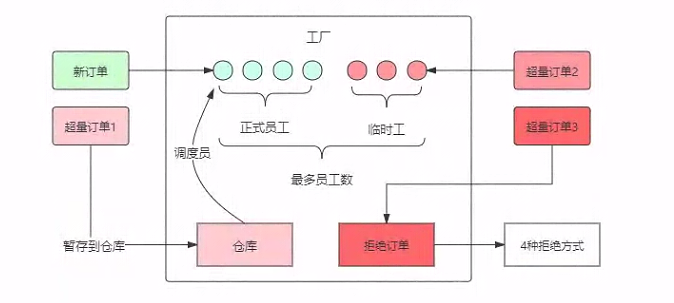 工厂
新订单
超量订单2
超量订单1
正式员工
临时工
超量订单3
调度员
最多员工数
暂存到仓库
仓库
拒绝订单
4种拒绝方式